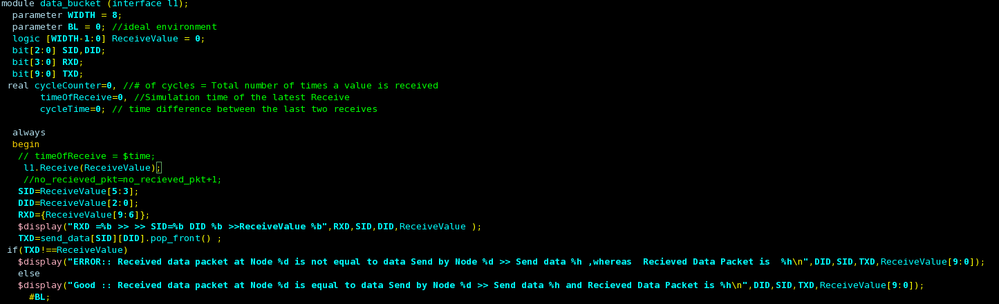 module data_bucket (interface l1);
  parameter WIDTH = 8;
  parameter BL = 0; //ideal environment
  logic [WIDTH-1:0] ReceiveValue = 0;
  bit[2:0] SID,DID;
  bit[3:0] RXD;
  bit[9:0] TXD;
 real cycleCounter=0, //# of cycles = Total number of times a value is received
       timeOfReceive=0, //Simulation time of the latest Receive
       cycleTime=0; // time difference between the last two receives
  always
  begin
   // timeOfReceive = $time;
    l1.Receive(ReceiveValue);
    //no_recieved_pkt=no_recieved_pkt+1;
   SID=ReceiveValue[5:3];
   DID=ReceiveValue[2:0];
   RXD={ReceiveValue[9:6]};
   $display("RXD =%b >> >> SID=%b DID %b >>ReceiveValue %b",RXD,SID,DID,ReceiveValue );
   TXD=send_data[SID][DID].pop_front() ;
 if(TXD!==ReceiveValue)
   $display("ERROR:: Received data packet at Node %d is not equal to data Send by Node %d >> Send data %h ,whereas  Recieved Data Packet is  %h\n",DID,SID,TXD,ReceiveValue[9:0]);
   else
   $display("Good :: Received data packet at Node %d is equal to data Send by Node %d >> Send data %h and Recieved Data Packet is %h\n",DID,SID,TXD,ReceiveValue[9:0]);
     #BL;